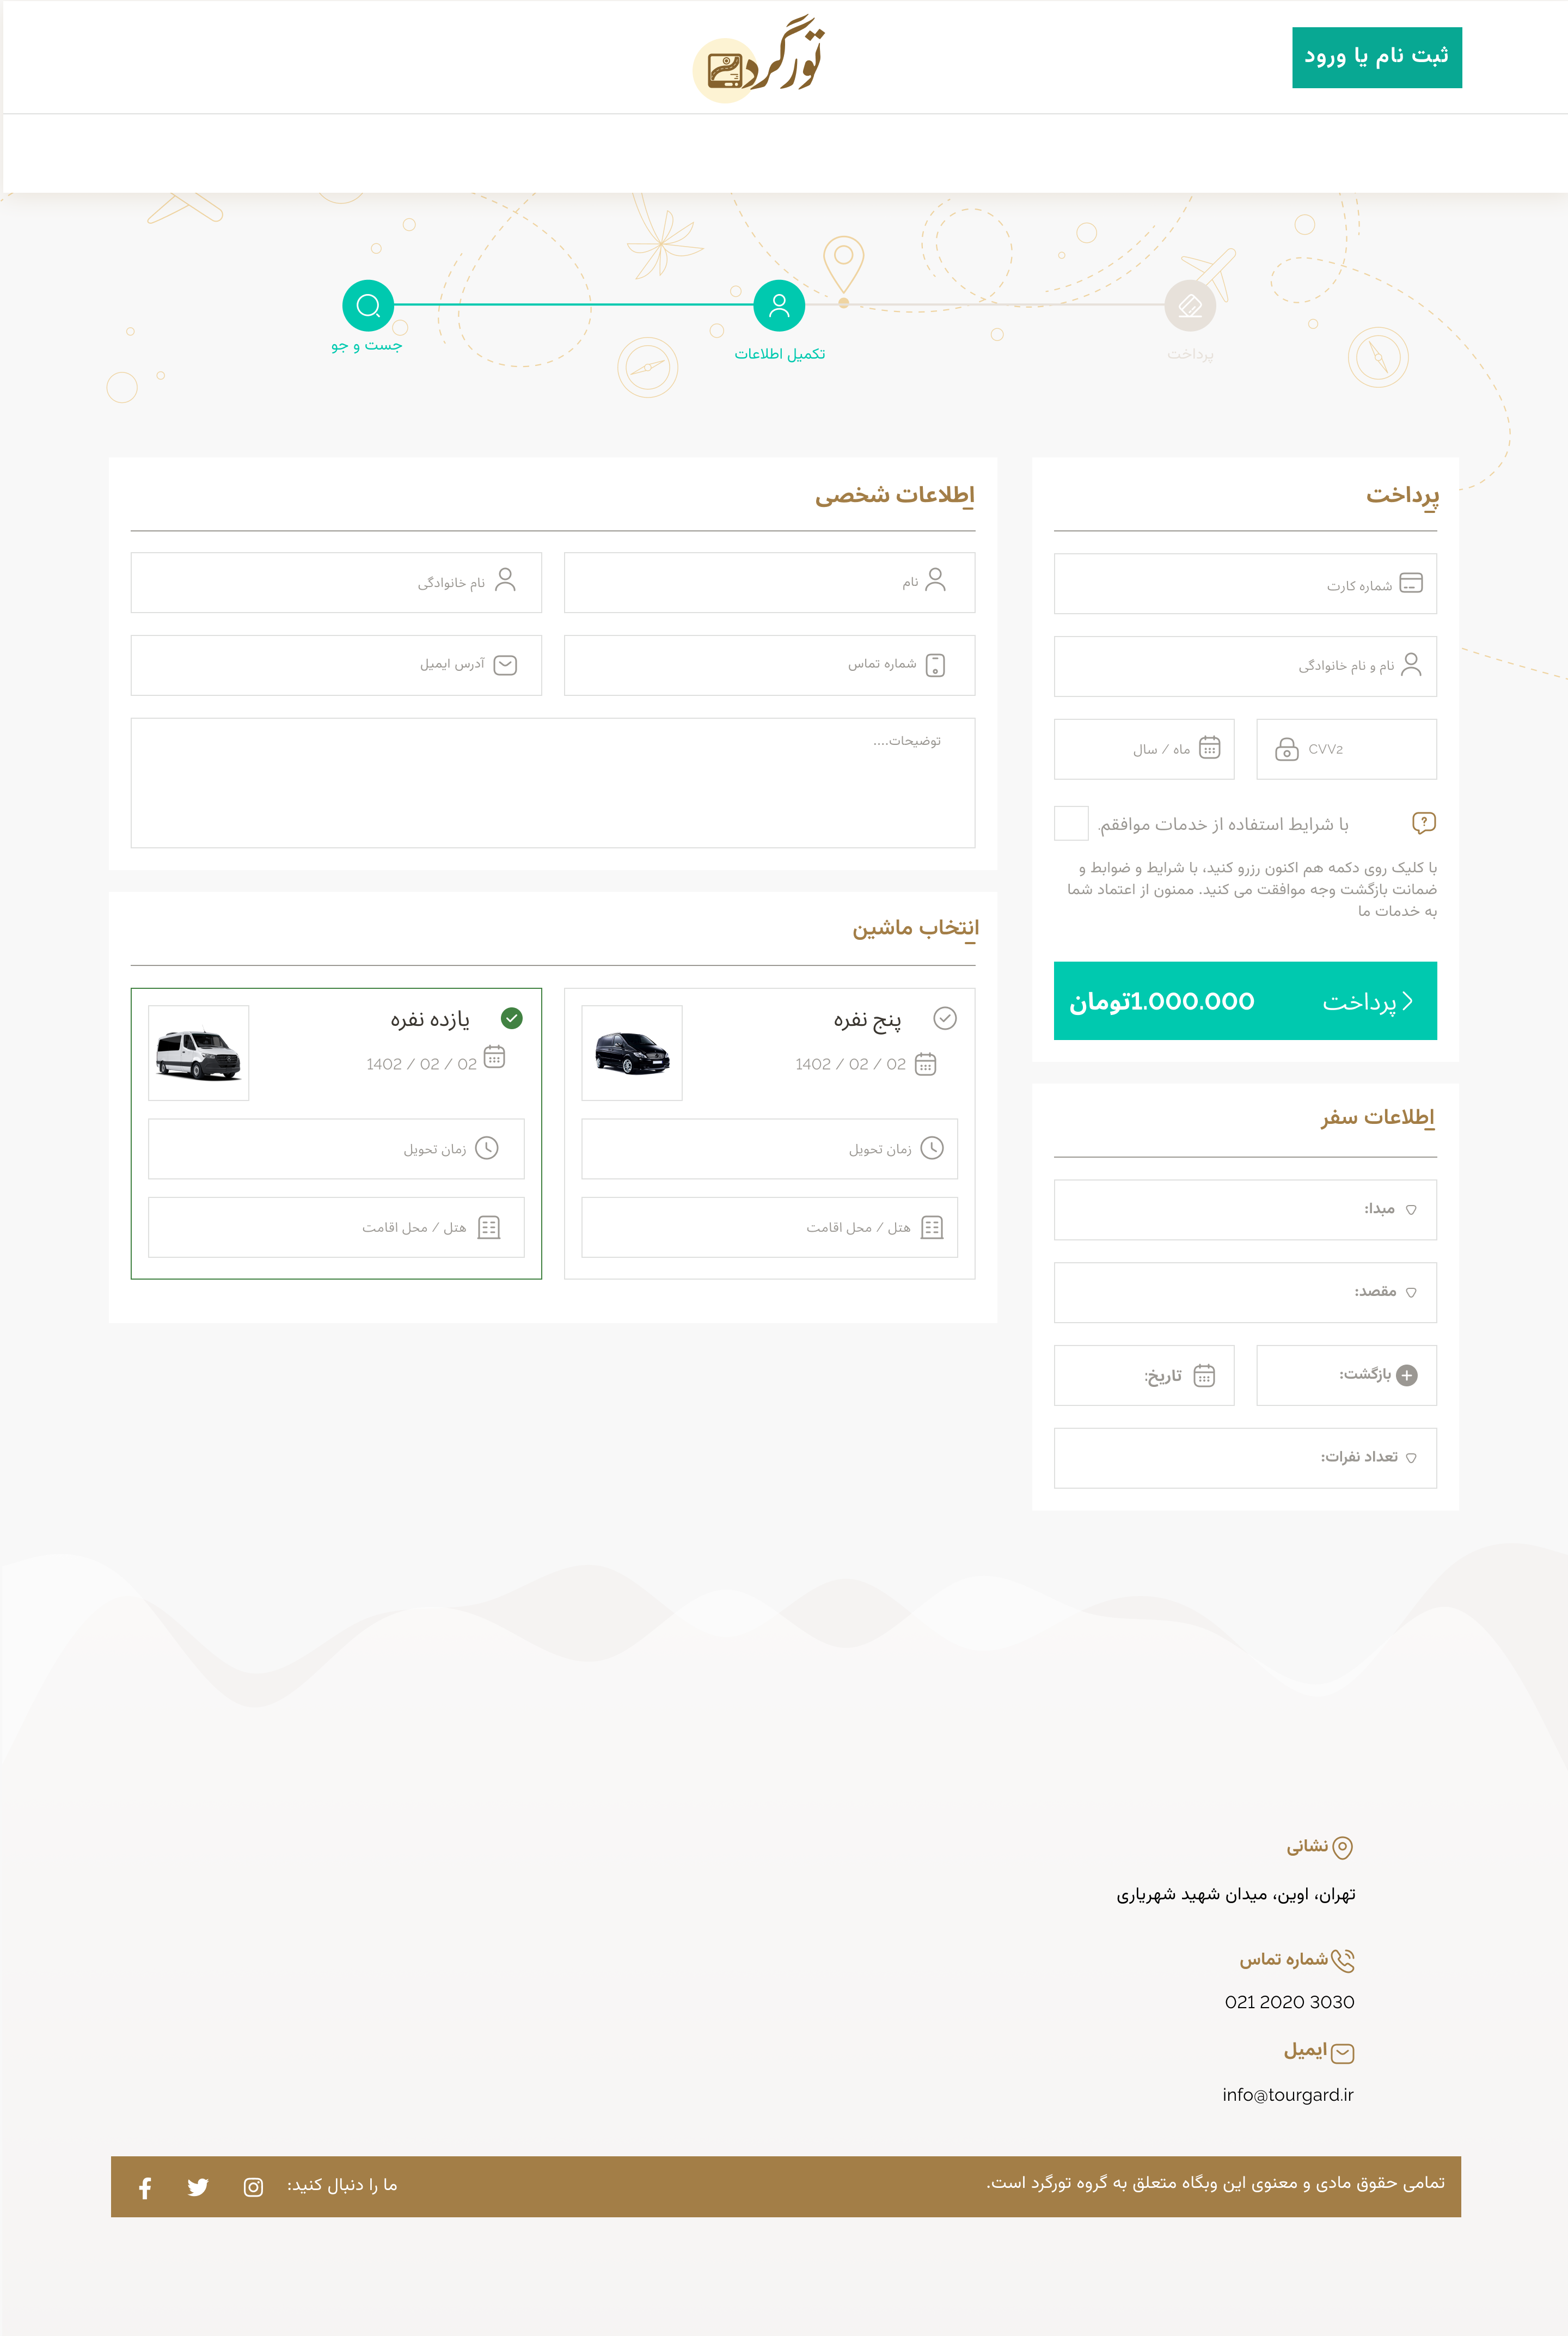 ثبت نام یا ورود
تورگرد
جست و جو
تکمیل اطلاعات
پرداخت
پرداخت
شماره کارت
نام و نام خانوادگی
CVV2
ماه / سال
با شرایط استفاده از خدمات موافقم.
با کلیک روی دکمه هم اکنون رزرو کنید، با شرایط و ضوابط و
ضمانت بازگشت وجه موافقت می کنید. ممنون از اعتماد شما
به خدمات ما
پرداخت
1.000.000تومان
اطلاعات سفر
مبدا:
مقصد:
بازگشت:
تاریخ:
تعداد نفرات:
اطلاعات شخصی
نام
نام خانوادگی
شماره تماس
آدرس ایمیل
توضیحات....
انتخاب ماشین
پنج نفره
1402 / 02 / 02
زمان تحویل
هتل / محل اقامت
یازده نفره
1402 / 02 / 02
زمان تحویل
هتل / محل اقامت
نشانی
تهران، اوین، میدان شهید شهریاری
شماره تماس
021 2020 3030
ایمیل
info@tourgard.ir
تمامی حقوق مادی و معنوی این وبگاه متعلق به گروه تورگرد است.
ما را دنبال کنید: